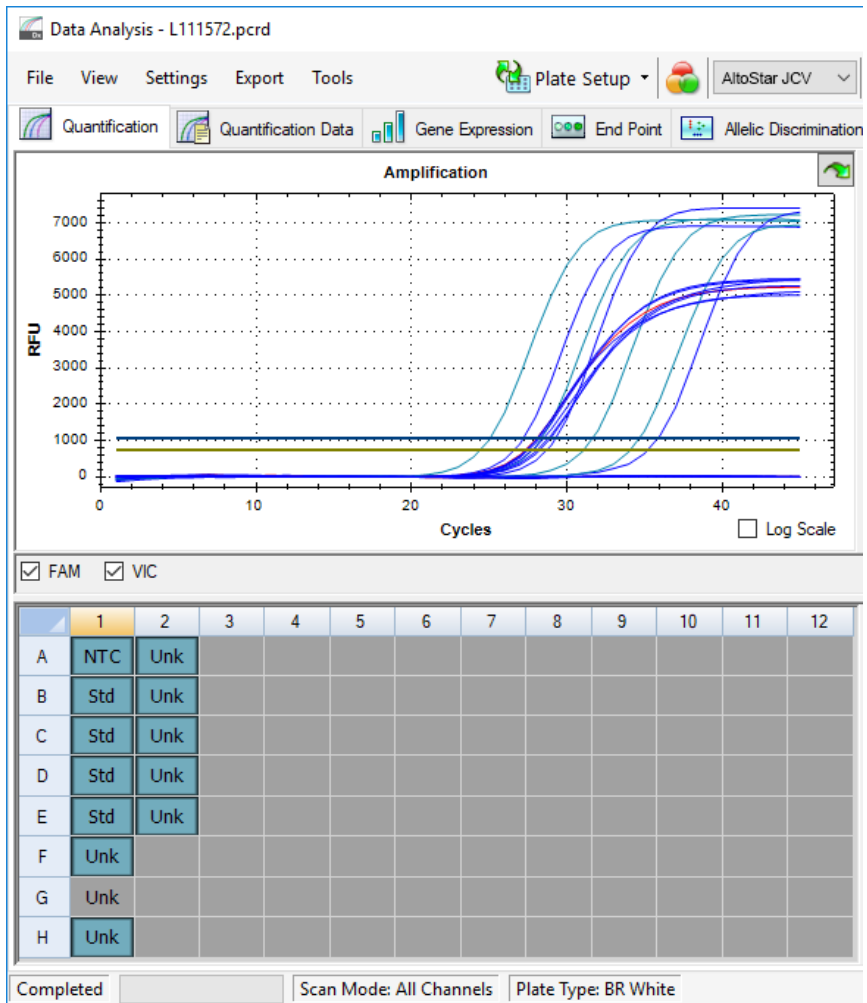 Data Analysis - L111572.pcrd
File View Settings Export Tools Plate Setup AltoStar JCV
Quantification Quantification Data Gene Expression End Point Allelic Discrimination
Amplification
7000
6000
5000
4000
3000
2000
1000
0
RFU
0 10 20 30 40
Cycles
Log Scale
FAM VIC
1 2 3 4 5 6 7 8 9 10 11 12
A NTC Unk
B Std Unk
C Std Unk
D Std Unk
E Std Unk
F Unk
G Unk
H Unk
Completed Scan Mode: All Channels Plate Type: BR White